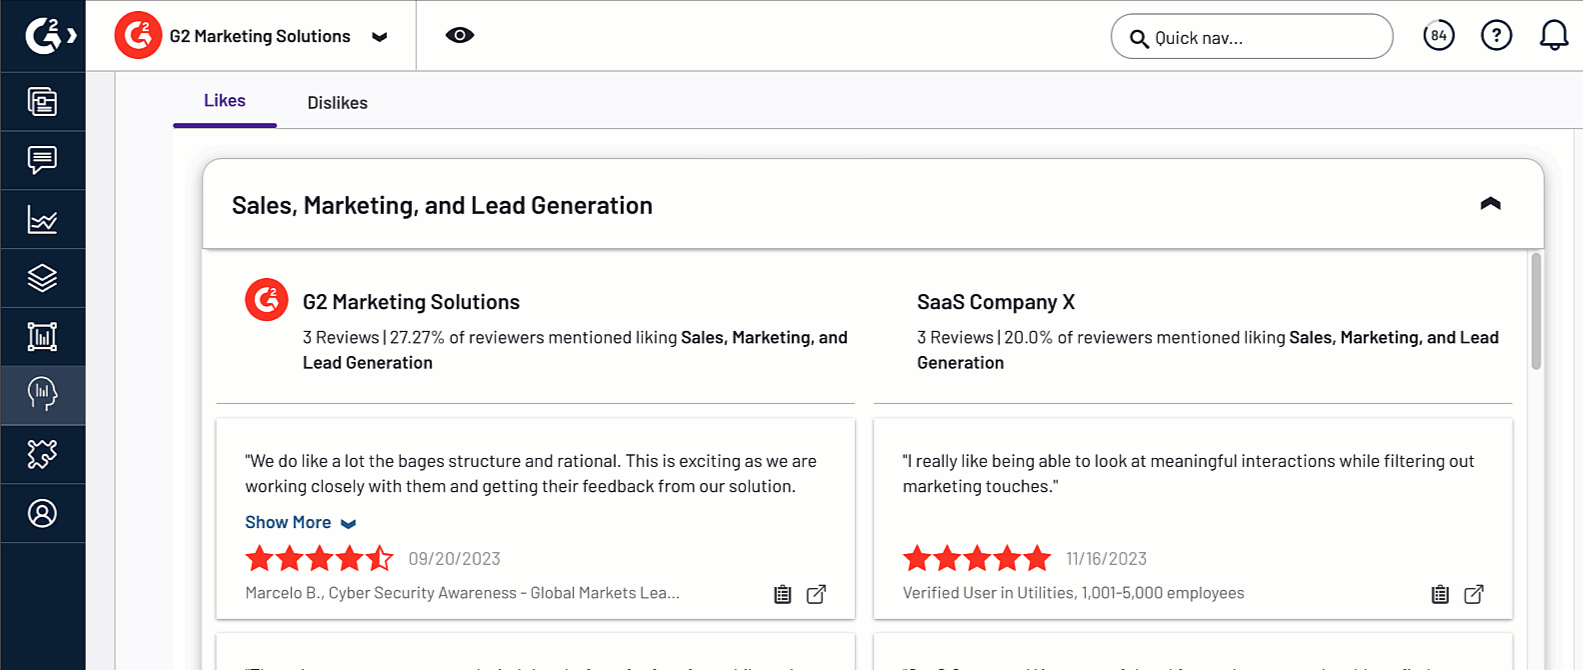 G2 Marketing Solutions
Quick nav...
84
?
Likes
Dislikes
Sales, Marketing, and Lead Generation
G2 Marketing Solutions
3 Reviews | 27.27% of reviewers mentioned liking Sales, Marketing, and
Lead Generation
SaaS Company X
3 Reviews | 20.0% of reviewers mentioned liking Sales, Marketing, and Lead
Generation
"We do like a lot the bages structure and rational. This is exciting as we are
working closely with them and getting their feedback from our solution.
Show More
09/20/2023
Marcelo B., Cyber Security Awareness - Global Markets Lea...
"I really like being able to look at meaningful interactions while filtering out
marketing touches."
11/16/2023
Verified User in Utilities, 1,001-5,000 employees